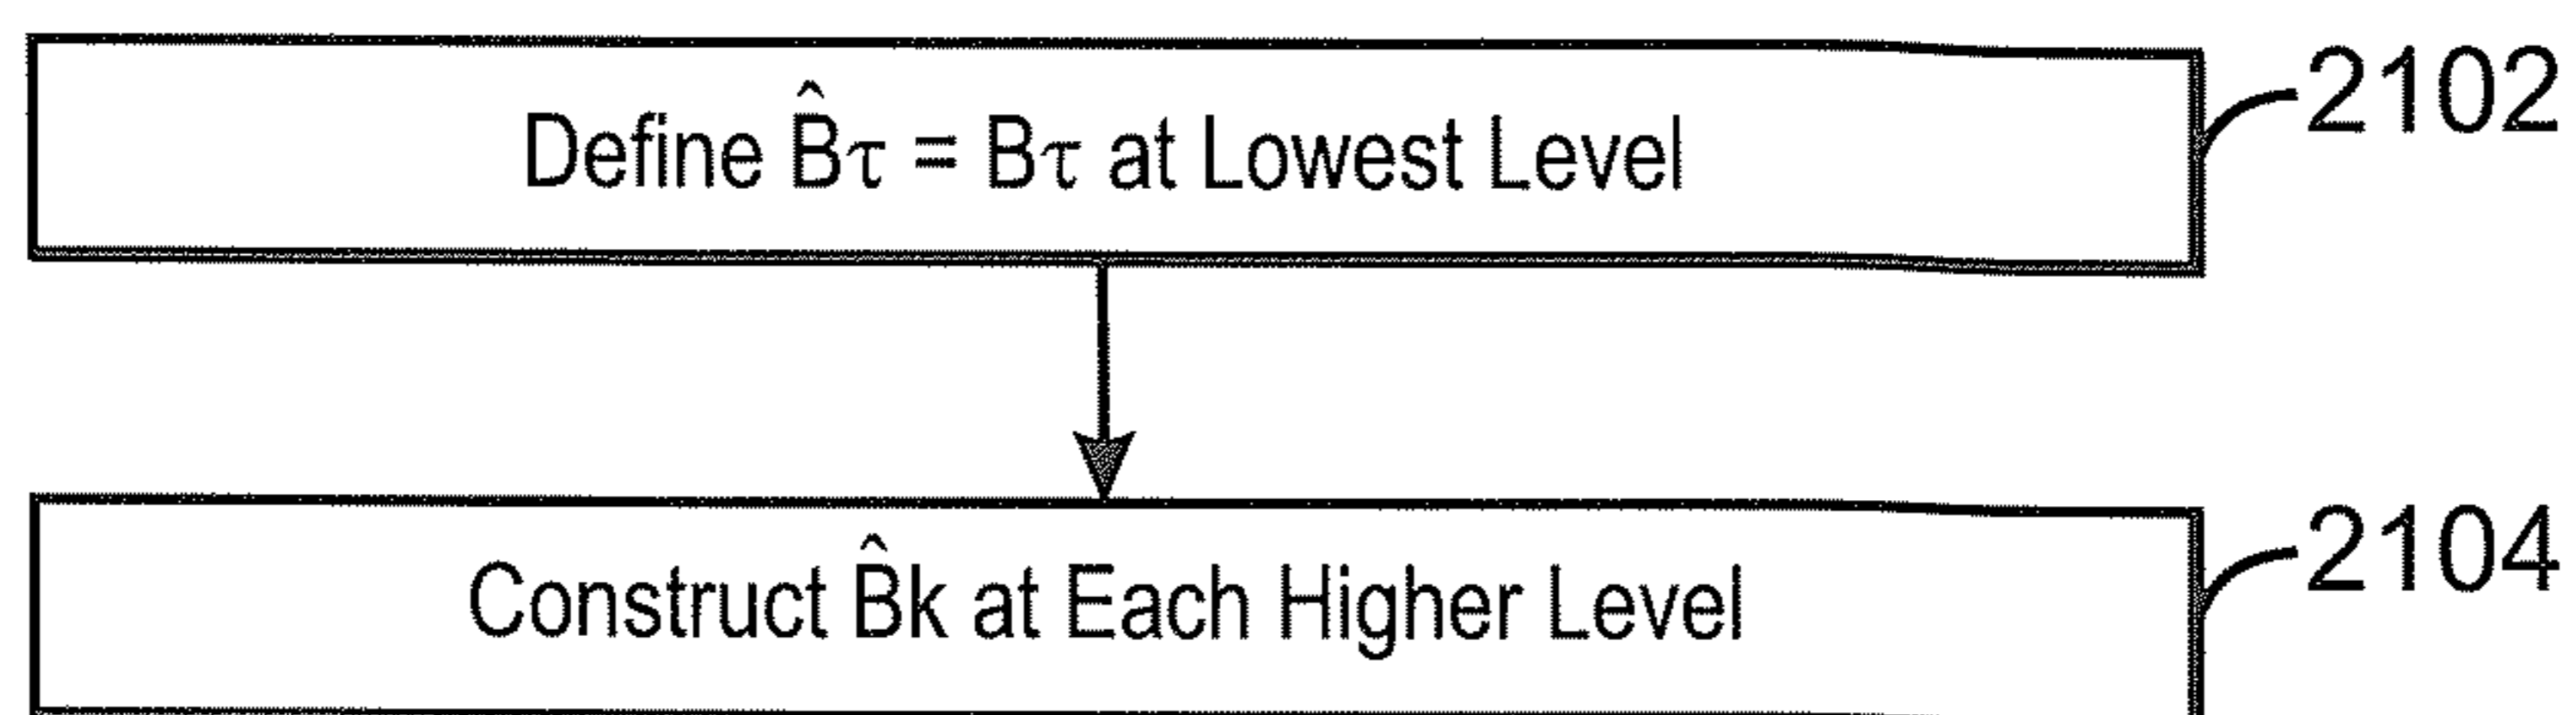 Define B̂τ = Bτ at Lowest Level
2102
Construct B̂k at Each Higher Level
2104